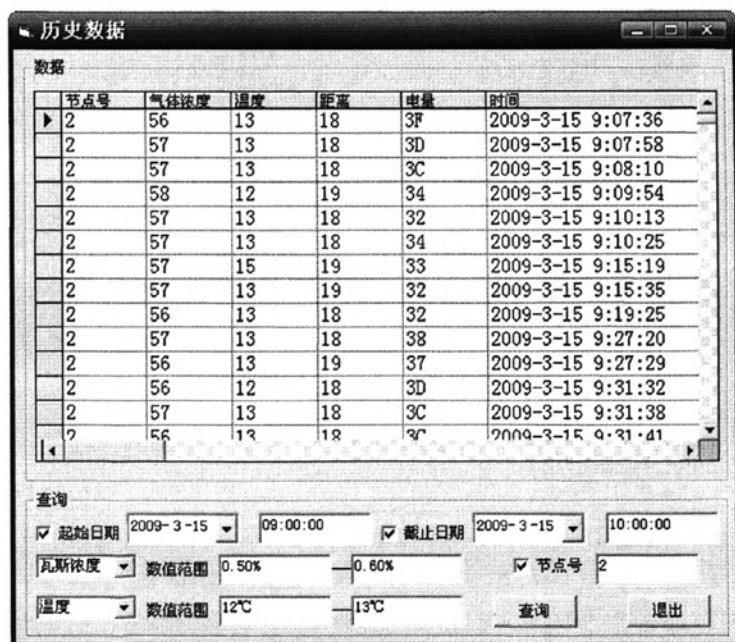 历史数据
数据
节点号 气体浓度 温度 距离 电量 时间
2 56 13 18 3F 2009-3-15 9:07:36
2 57 13 18 3D 2009-3-15 9:07:58
2 57 13 18 3C 2009-3-15 9:08:10
2 58 12 19 34 2009-3-15 9:09:54
2 57 13 18 32 2009-3-15 9:10:13
2 57 13 18 34 2009-3-15 9:10:25
2 57 15 19 33 2009-3-15 9:15:19
2 57 13 19 32 2009-3-15 9:15:35
2 56 13 18 32 2009-3-15 9:19:25
2 57 13 18 38 2009-3-15 9:27:20
2 56 13 19 37 2009-3-15 9:27:29
2 56 12 18 3D 2009-3-15 9:31:32
2 57 13 18 3C 2009-3-15 9:31:38
2 56 13 18 3C 2009-3-15 9:31:41
查询
起始日期 2009-3-15 09:00:00 截止日期 2009-3-15 10:00:00
瓦斯浓度 数值范围 0.50% — 0.60% 节点号 2
温度 数值范围 12℃ — 13℃ 查询 退出